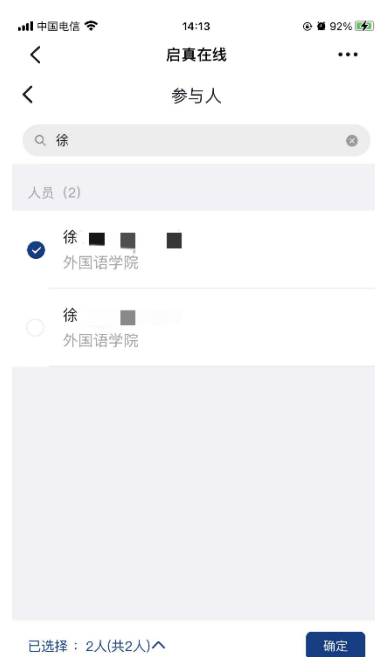 中国电信 14:13 92%
启真在线
参与人
徐
人员（2）
徐
外国语学院
徐
外国语学院
已选择：2人(共2人)
确定